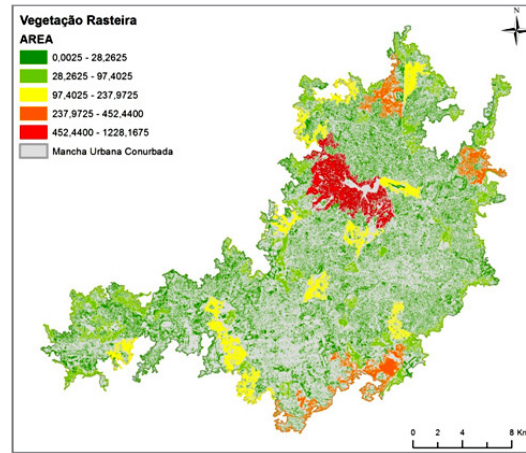 Vegetação Rasteira
AREA
0,0025 - 28,2625
28,2625 - 97,4025
97,4025 - 237,9725
237,9725 - 452,4400
452,4400 - 1228,1675
Mancha Urbana Conurbada
N
0 2 4 8 Km